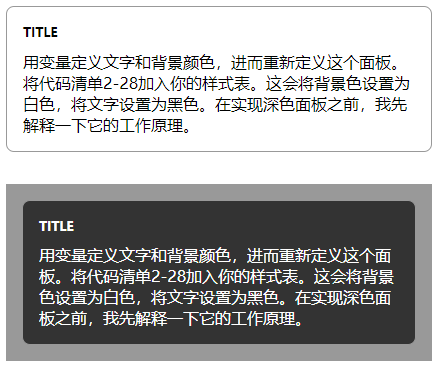 TITLE
用变量定义文字和背景颜色，进而重新定义这个面板。
将代码清单2-28加入你的样式表。这会将背景色设置为
白色，将文字设置为黑色。在实现深色面板之前，我先
解释一下它的工作原理。
TITLE
用变量定义文字和背景颜色，进而重新定义这个面
板。将代码清单2-28加入你的样式表。这会将背景
色设置为白色，将文字设置为黑色。在实现深色面
板之前，我先解释一下它的工作原理。